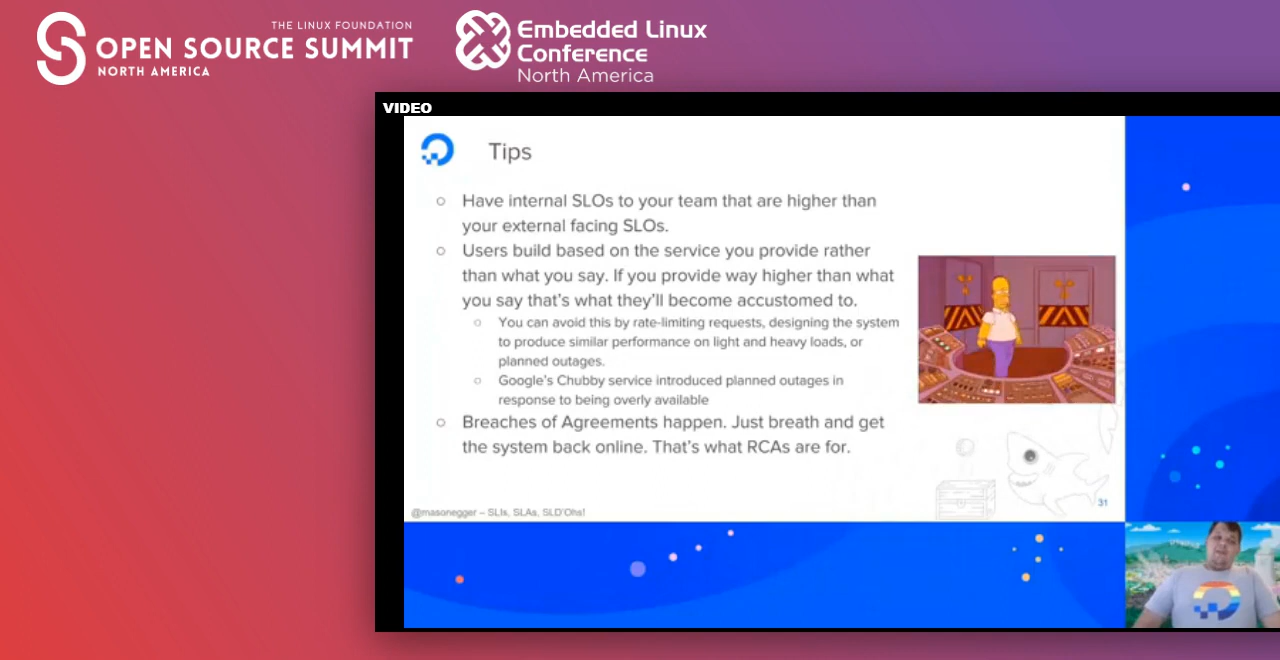 THE LINUX FOUNDATION
OPEN SOURCE SUMMIT
NORTH AMERICA
Embedded Linux
Conference
North America
VIDEO
Tips
Have internal SLOs to your team that are higher than
your external facing SLOs.
Users build based on the service you provide rather
than what you say. If you provide way higher than what
you say that's what they'll become accustomed to.
You can avoid this by rate-limiting requests, designing the system
to produce similar performance on light and heavy loads, or
planned outages.
Google's Chubby service introduced planned outages in
response to being overly available
Breaches of Agreements happen. Just breath and get
the system back online. That's what RCAs are for.
31
@masonegger – SLIs, SLAs, SLD'Ohs!